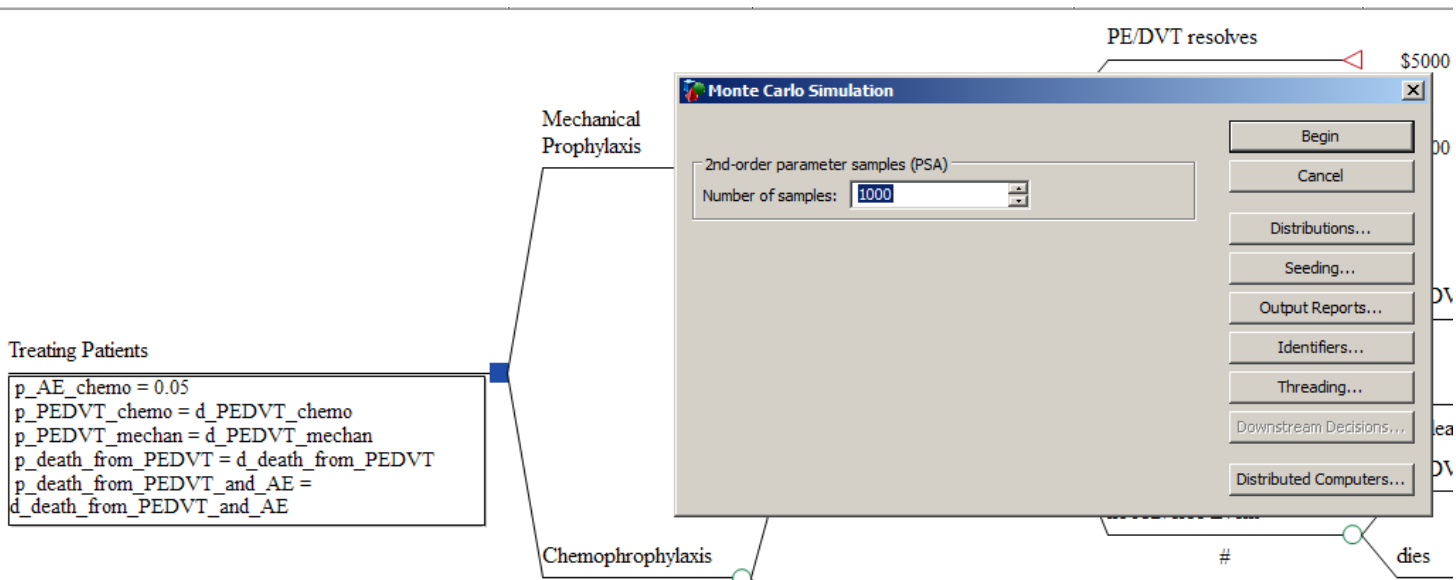 PE/DVT resolves
$5000
Monte Carlo Simulation
Mechanical
Prophylaxis
2nd-order parameter samples (PSA)
Number of samples: 1000
Begin
Cancel
Distributions...
Seeding...
Output Reports...
Identifiers...
Threading...
Downstream Decisions...
Distributed Computers...
Treating Patients
p_AE_chemo = 0.05
p_PEDVT_chemo = d_PEDVT_chemo
p_PEDVT_mechan = d_PEDVT_mechan
p_death_from_PEDVT = d_death_from_PEDVT
p_death_from_PEDVT_and_AE =
d_death_from_PEDVT_and_AE
Chemophrophylaxis
#
dies